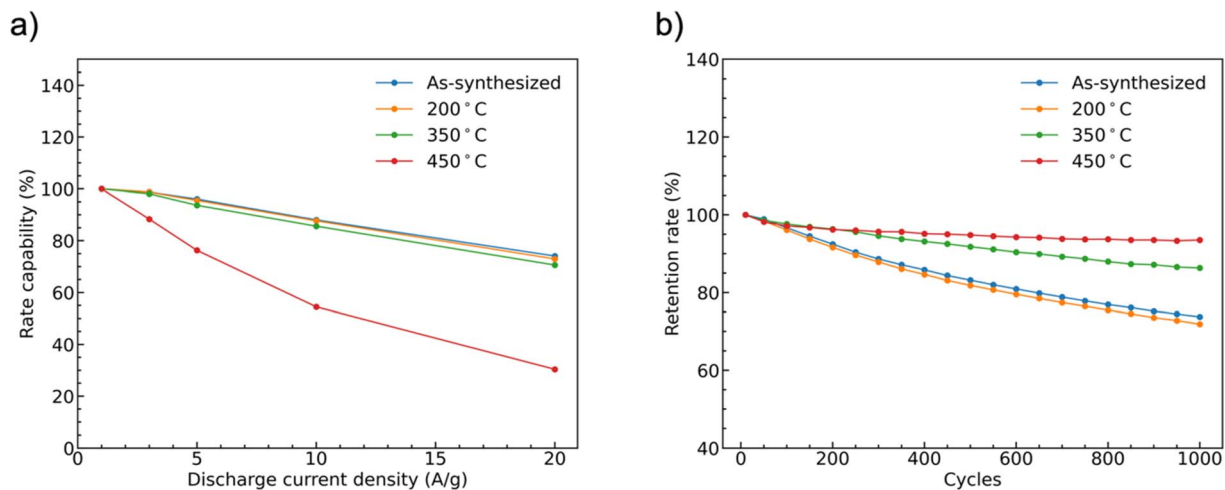 a)
Rate capability (%)
140
120
100
80
60
40
20
0
As-synthesized
200 °C
350 °C
450 °C
5
10
15
20
Discharge current density (A/g)
b)
Retention rate (%)
140
120
100
80
60
40
As-synthesized
200 °C
350 °C
450 °C
0
200
400
600
800
1000
Cycles